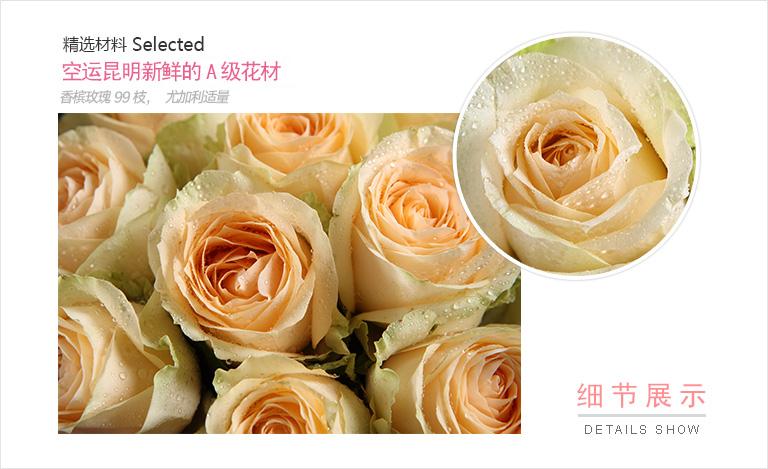 精选材料 Selected
空运昆明新鲜的 A 级花材
香槟玫瑰 99 枝， 尤加利适量
细节展示
DETAILS SHOW